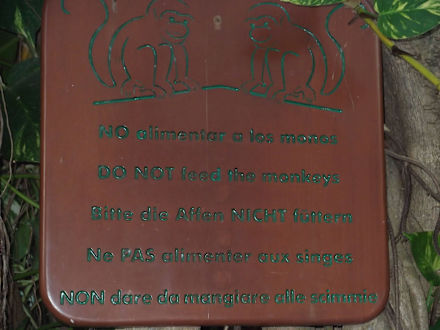 NO alimentar a los monos
DO NOT feed the monkeys
Bitte die Affen NICHT futtern
Ne PAS alimenter aux singes
NON dare da mangiare alle scimmie